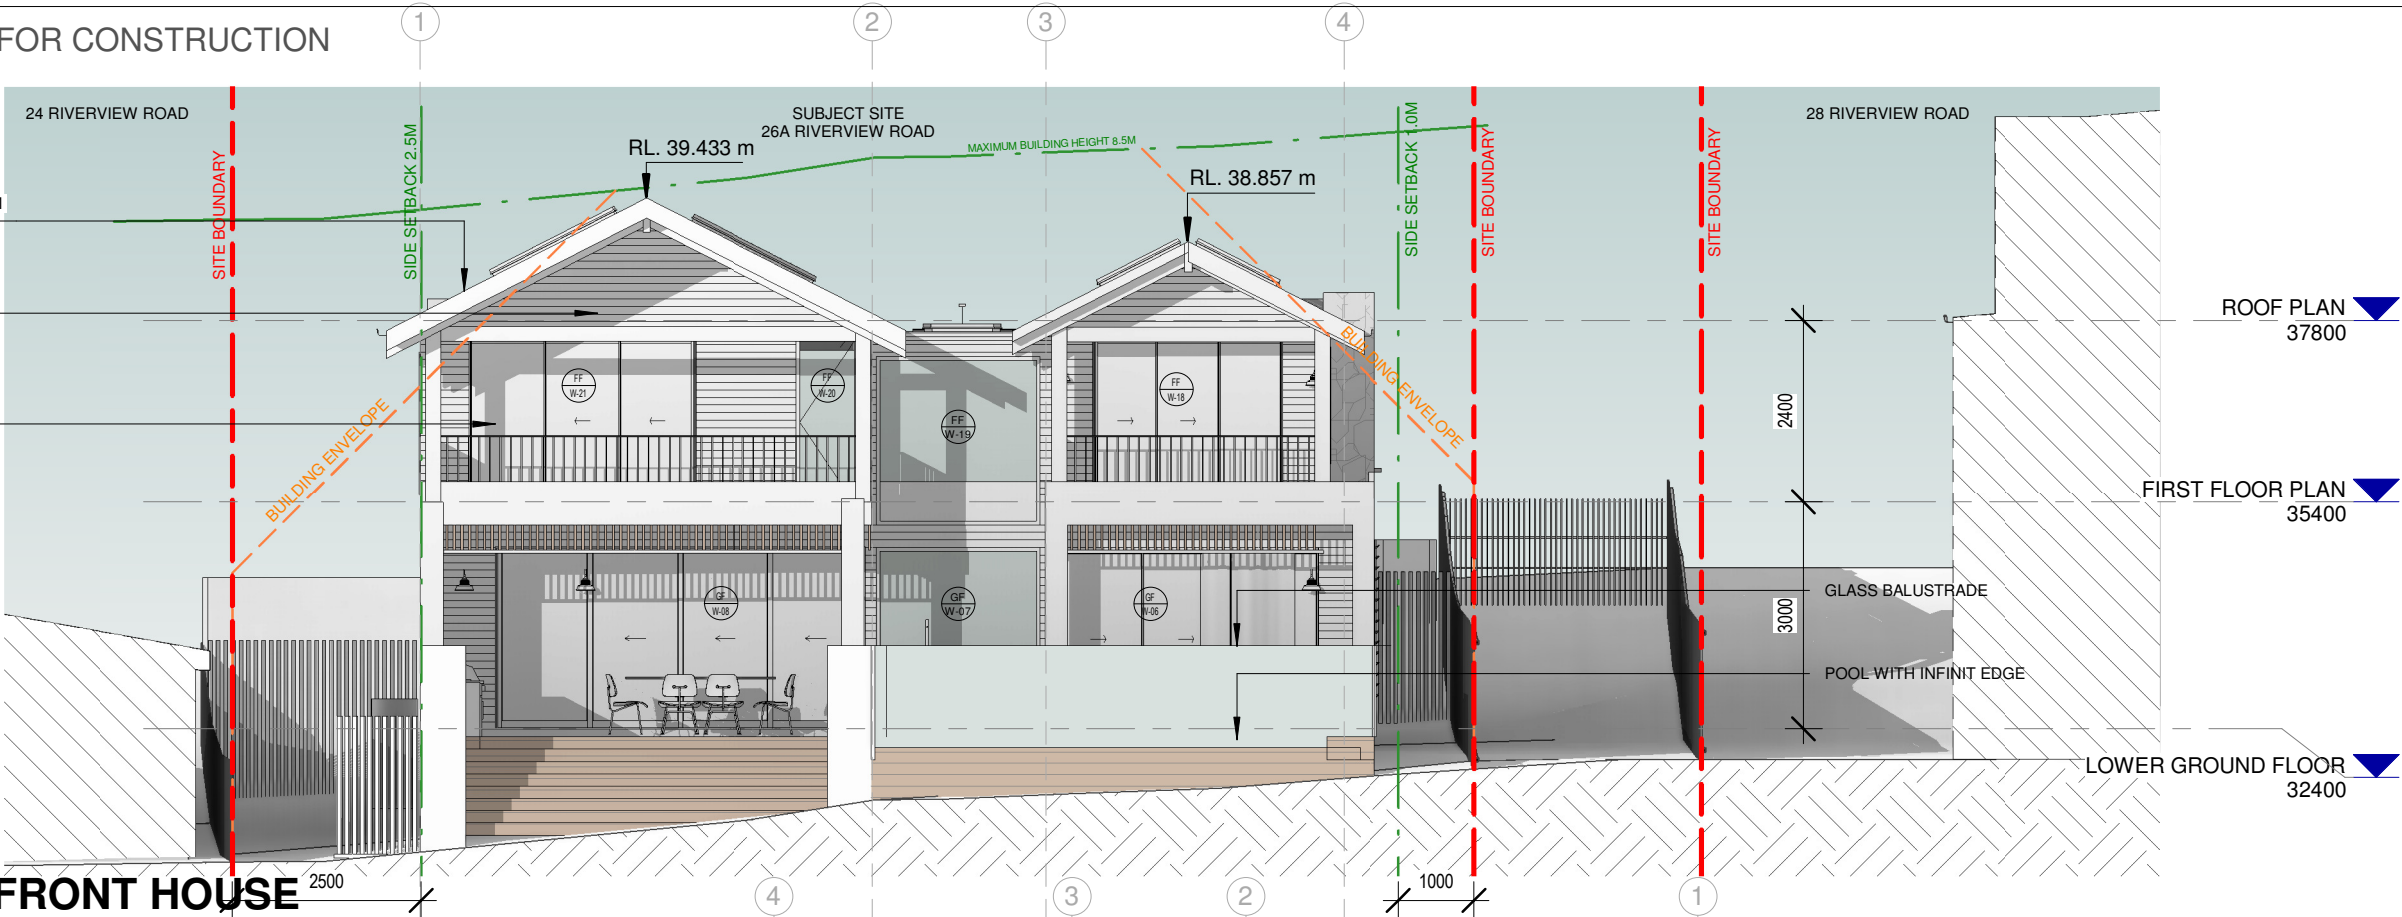 1
2
3
4
FOR CONSTRUCTION
24 RIVERVIEW ROAD
SUBJECT SITE
26A RIVERVIEW ROAD
28 RIVERVIEW ROAD
MAXIMUM BUILDING HEIGHT 8.5M
RL. 39.433 m
RL. 38.857 m
SITE BOUNDARY
SIDE SETBACK 2.5M
SIDE SETBACK 1.0M
SITE BOUNDARY
SITE BOUNDARY
BUILDING ENVELOPE
BUILDING ENVELOPE
ROOF PLAN
37800
2400
FF
W-21
FF
W-20
FF
W-19
FF
W-18
FIRST FLOOR PLAN
35400
3000
GLASS BALUSTRADE
GF
W-08
GF
W-07
GF
W-06
POOL WITH INFINIT EDGE
LOWER GROUND FLOOR
32400
FRONT HOUSE
2500
1000
4
3
2
1